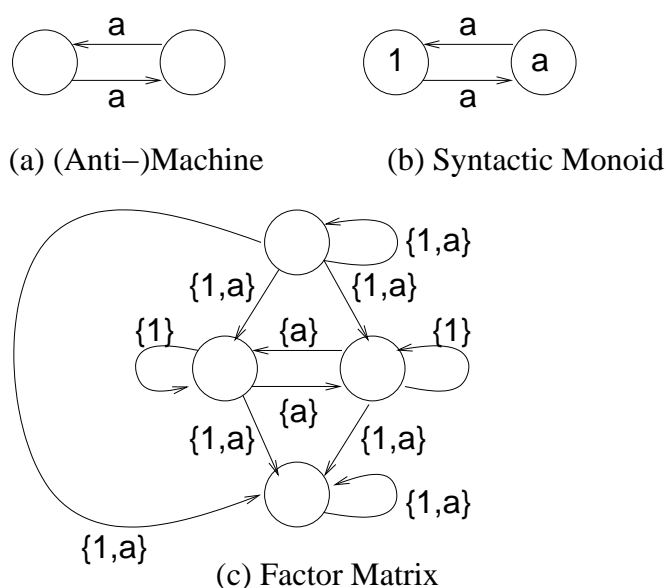 a a
1 a
a a
(a) (Anti–)Machine (b) Syntactic Monoid
{1,a}
{1,a} {1,a}
{1} {a} {1}
{a}
{1,a} {1,a}
{1,a}
{1,a}
(c) Factor Matrix